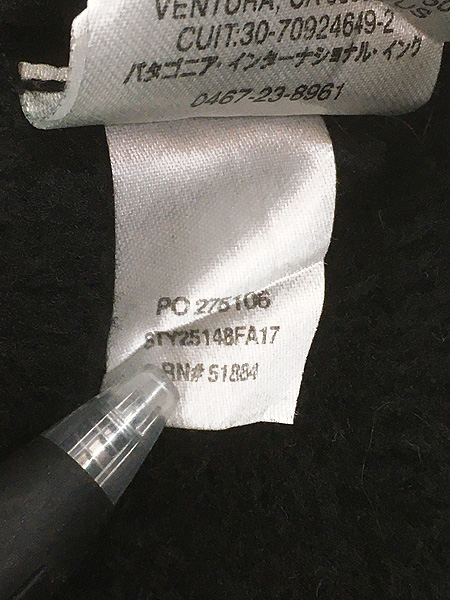 VENTURA, CA
CUIT:30-70924649-2
パタゴニア・インターナショナル・インク
0467-23-8961
PO 275106
STY25148FA17
RN# 51884